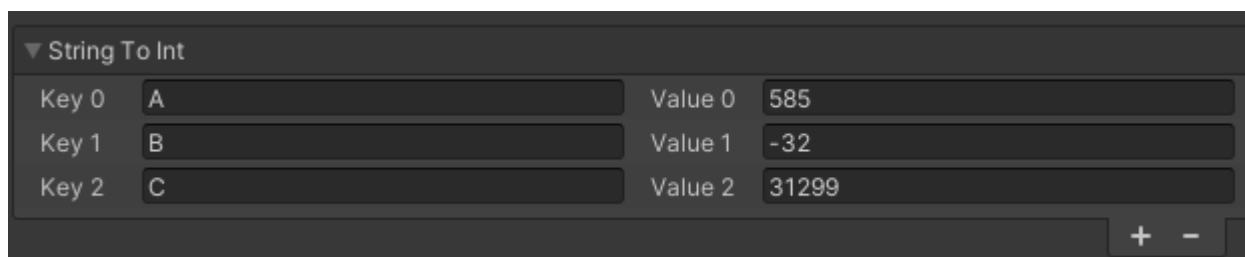 String To Int
Key 0 A Value 0 585
Key 1 B Value 1 -32
Key 2 C Value 2 31299
+ -